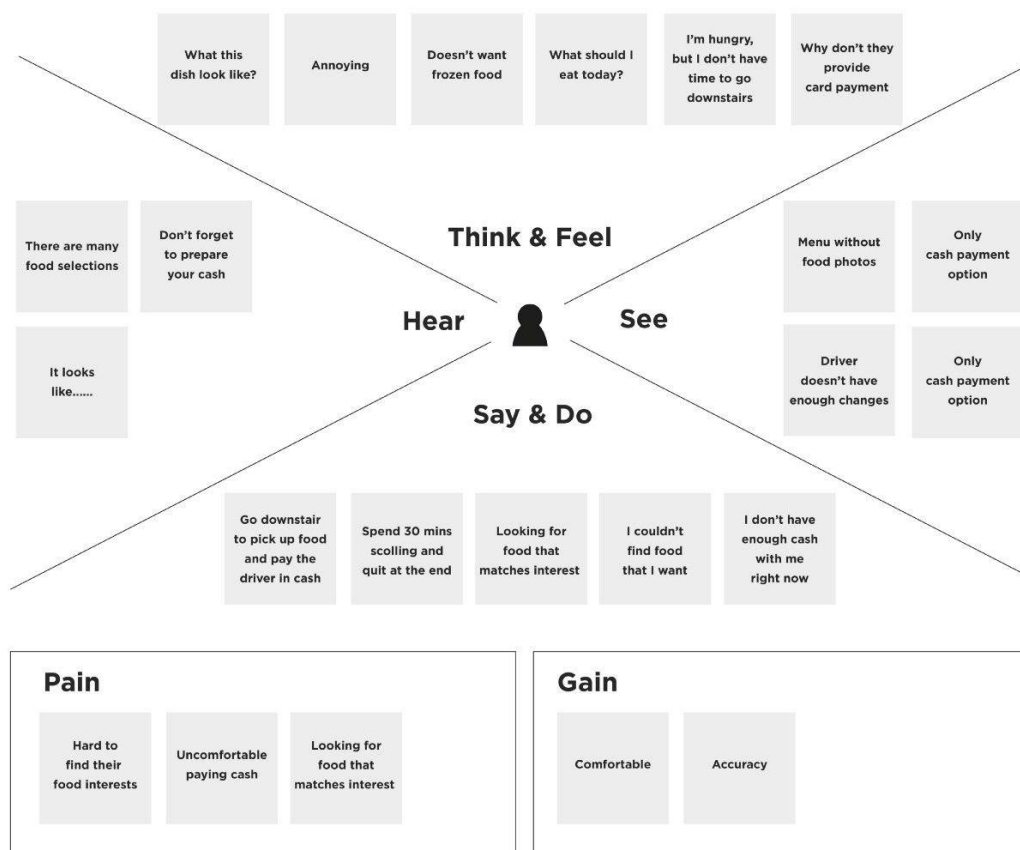 What this
dish look like?
Annoying
Doesn't want
frozen food
What should I
eat today?
I'm hungry,
but I don't have
time to go
downstairs
Why don't they
provide
card payment
Think & Feel
There are many
food selections
Don't forget
to prepare
your cash
It looks
like......
Hear
See
Menu without
food photos
Only
cash payment
option
Driver
doesn't have
enough changes
Only
cash payment
option
Say & Do
Go downstair
to pick up food
and pay the
driver in cash
Spend 30 mins
scolling and
quit at the end
Looking for
food that
matches interest
I couldn't
find food
that I want
I don't have
enough cash
with me
right now
Pain
Hard to
find their
food interests
Uncomfortable
paying cash
Looking for
food that
matches interest
Gain
Comfortable
Accuracy